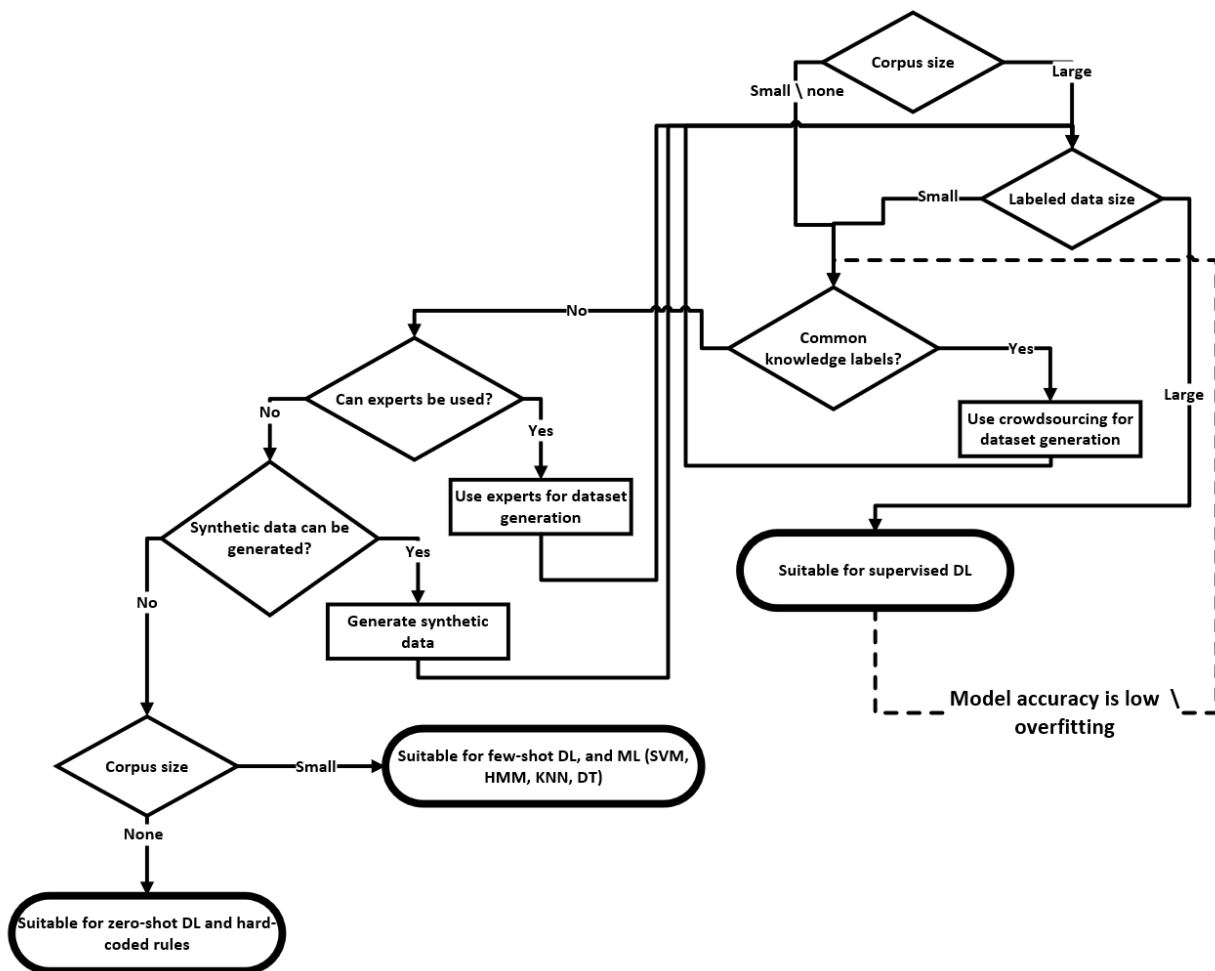 Corpus size
Large
Small \ none
Small
Labeled data size
No
Common
knowledge labels?
Yes
Can experts be used?
No
Large
Use crowdsourcing for
dataset generation
Yes
Use experts for dataset
generation
Synthetic data can be
generated?
Yes
Suitable for supervised DL
No
Generate synthetic
data
Model accuracy is low \
overfitting
Corpus size
Small
Suitable for few-shot DL, and ML (SVM,
HMM, KNN, DT)
None
Suitable for zero-shot DL and hard-
coded rules